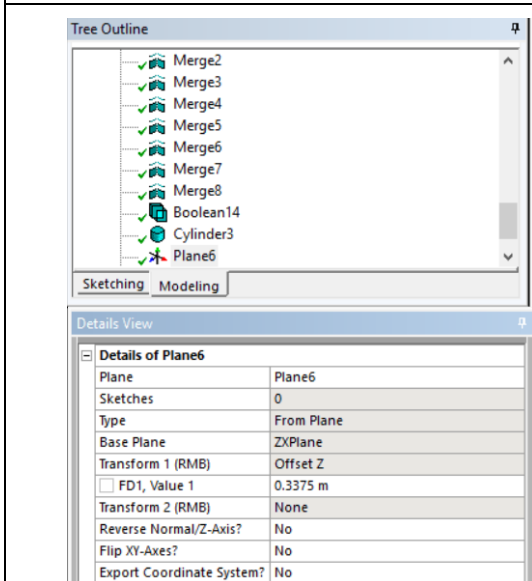 Tree Outline
Merge2
Merge3
Merge4
Merge5
Merge6
Merge7
Merge8
Boolean14
Cylinder3
Plane6
Sketching Modeling
Details View
Details of Plane6
Plane Plane6
Sketches 0
Type From Plane
Base Plane ZXPlane
Transform 1 (RMB) Offset Z
FD1, Value 1 0.3375 m
Transform 2 (RMB) None
Reverse Normal/Z-Axis? No
Flip XY-Axes? No
Export Coordinate System? No